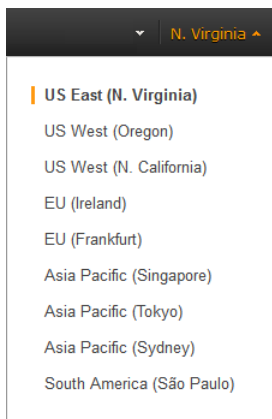 N. Virginia
US East (N. Virginia)
US West (Oregon)
US West (N. California)
EU (Ireland)
EU (Frankfurt)
Asia Pacific (Singapore)
Asia Pacific (Tokyo)
Asia Pacific (Sydney)
South America (São Paulo)